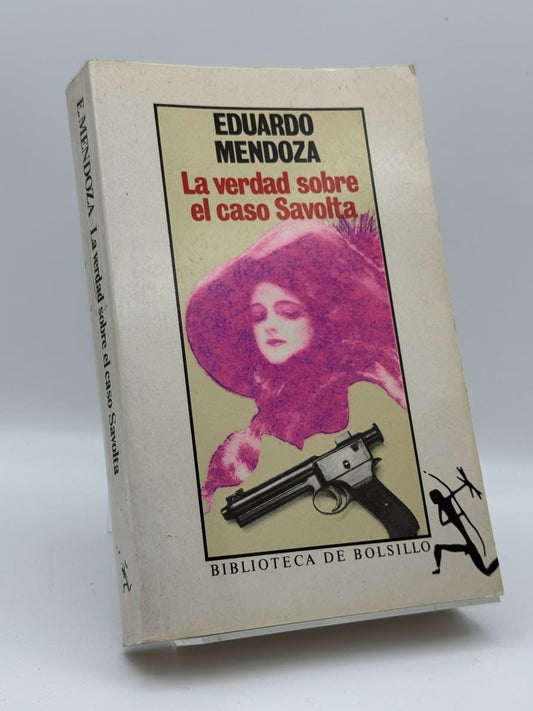 E. MENDOZA La verdad sobre el caso Savolta
EDUARDO
MENDOZA
La verdad sobre
el caso Savolta
BIBLIOTECA DE BOLSILLO